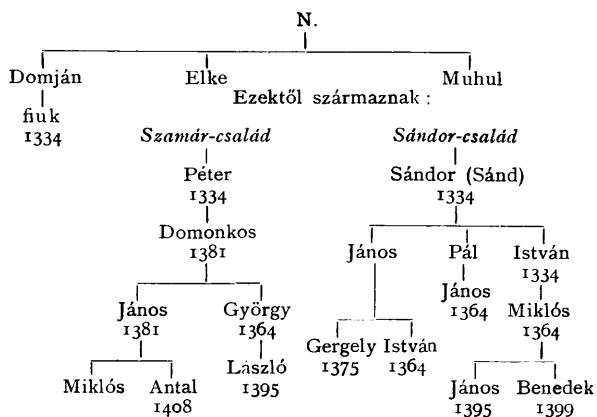 N.
Domján Elke Muhul
Ezektől származnak :
fiuk
1334
Szamár-család Sándor-család
Péter Sándor (Sánd)
1334 1334
Domonkos János Pál István
1381 1334
János 1364 Miklós 1364
János György
1381 1364
Gergely István
1375 1364
Miklós Antal László
1408 1395
János Benedek
1395 1399